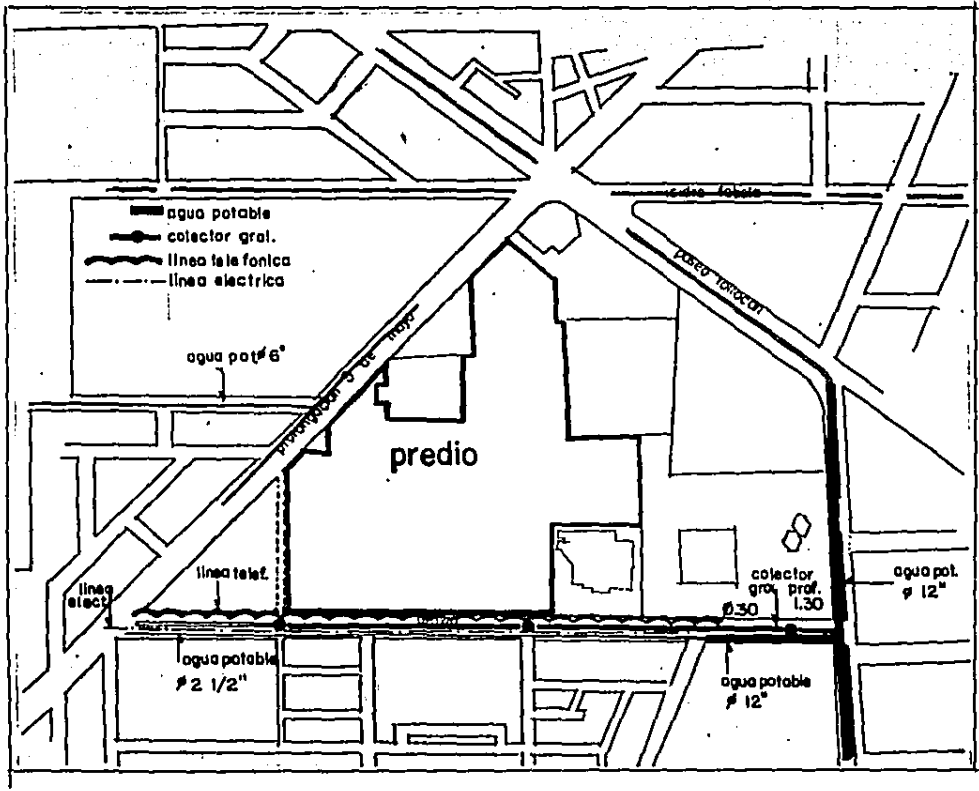 isidro fabela
agua potable
colector gral.
linea telefonica
linea electrica
paseo tollocan
prolongacion 5 de mayo
agua pot ø 6"
predio
linea
elect.
linea telef.
colector
gral. prof.
Ø.30 1.30
agua pot.
ø 12"
agua potable
ø 2 1/2"
agua potable
ø 12"